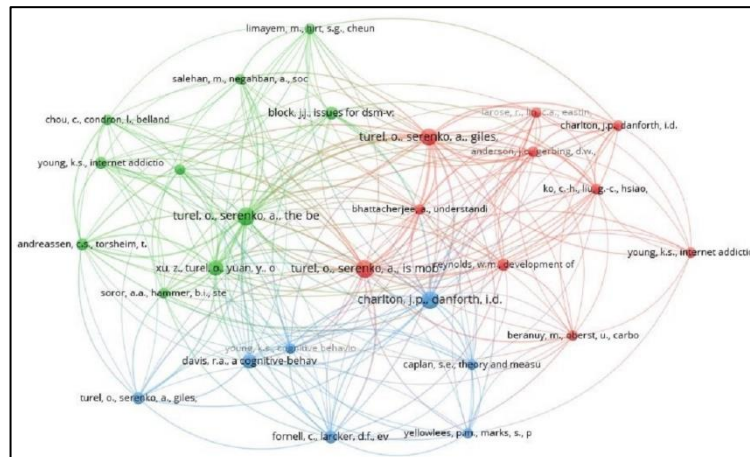 limayem, m., hirt, s.g., cheun
salehan, m., negahban, a., soc
chou, c., condron, l., belland
block, j.j., issues for dsm-v:
larose, r., lin, c.a., eastin,
charlton, j.p., danforth, i.d.
turel, o., serenko, a., giles,
anderson, j.c., gerbing, d.w.,
young, k.s., internet addictio
ko, c.-h., liu, g.-c., hsiao,
turel, o., serenko, a., the be
bhattacherjee, a., understandi
andreassen, c.s., torsheim, t.
young, k.s., internet addictio
xu, z., turel, o., yuan, y., o
turel, o., serenko, a., is mob
reynolds, w.m., development of
soror, a.a., hammer, b.i., ste
charlton, j.p., danforth, i.d.
beranuy, m., oberst, u., carbo
young, k.s., cognitive behavio
davis, r.a., a cognitive-behav
caplan, s.e., theory and measu
turel, o., serenko, a., giles,
fornell, c., larcker, d.f., ev
yellowlees, p.m., marks, s., p